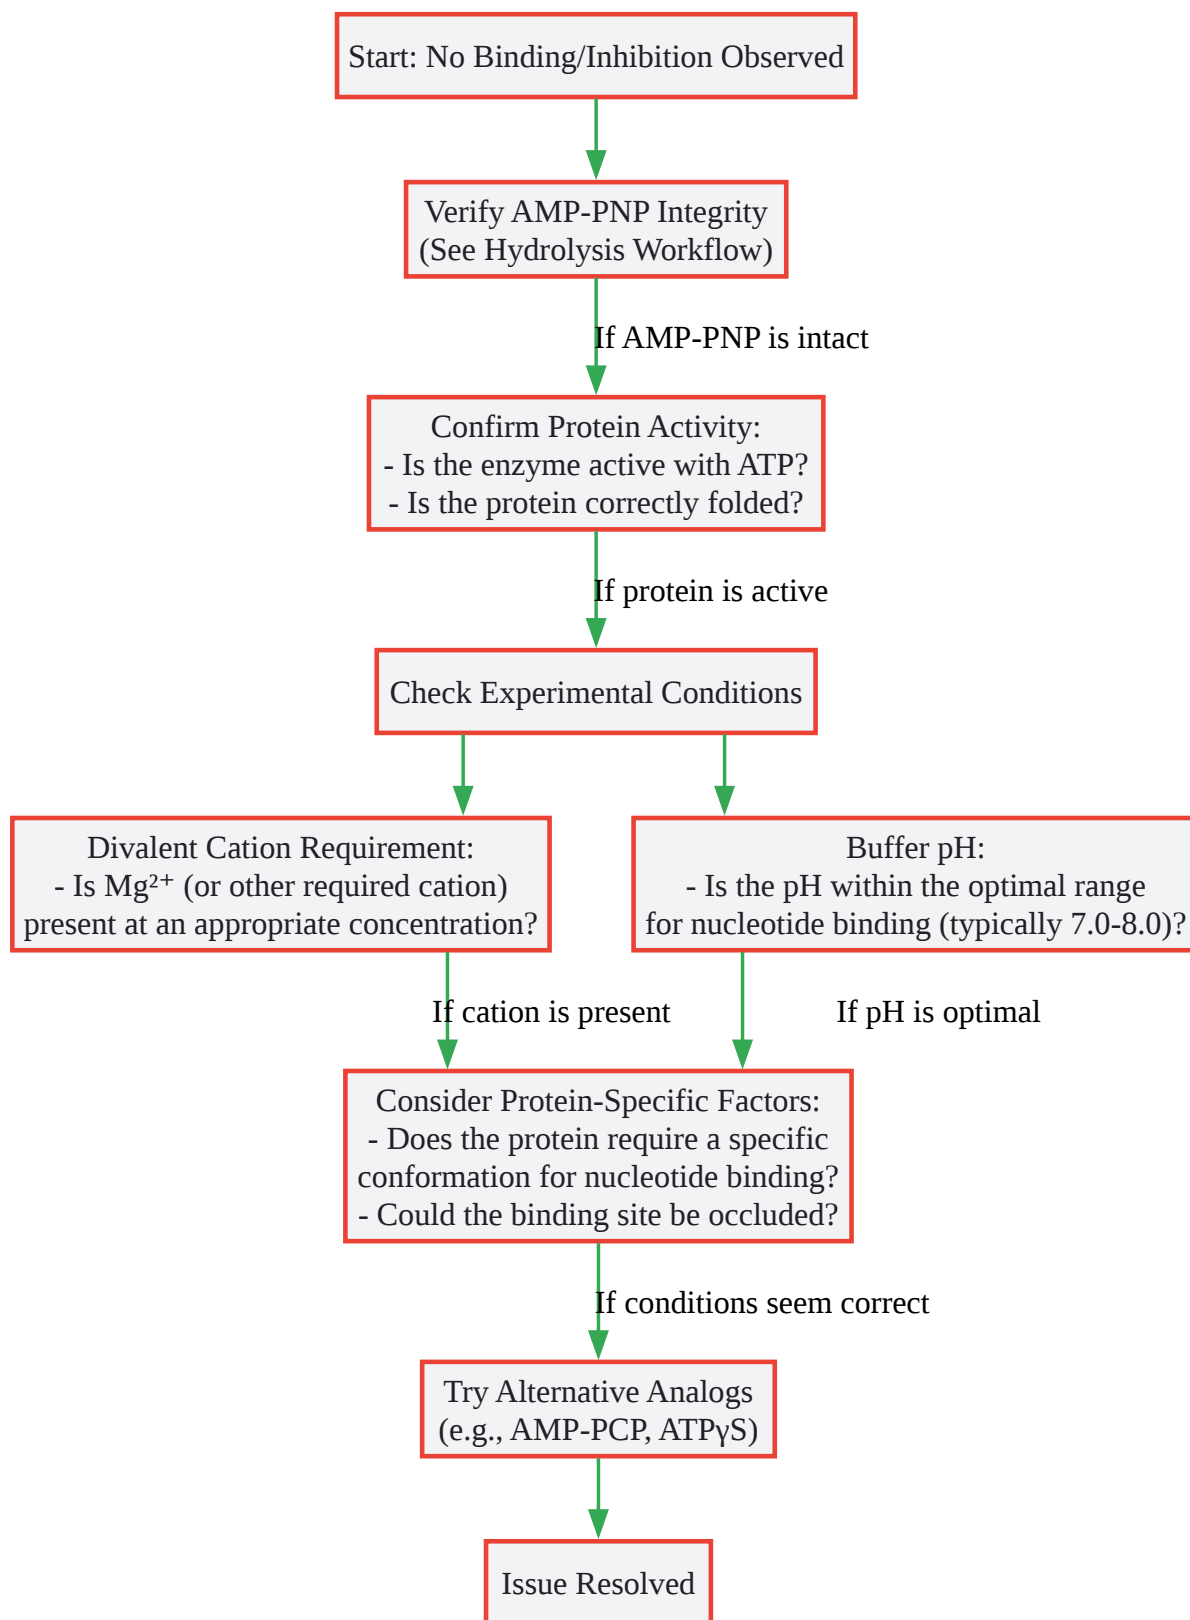 Start: No Binding/Inhibition Observed
Verify AMP-PNP Integrity
(See Hydrolysis Workflow)
If AMP-PNP is intact
Confirm Protein Activity:
- Is the enzyme active with ATP?
- Is the protein correctly folded?
If protein is active
Check Experimental Conditions
Divalent Cation Requirement:
- Is Mg²⁺ (or other required cation)
present at an appropriate concentration?
Buffer pH:
- Is the pH within the optimal range
for nucleotide binding (typically 7.0-8.0)?
If cation is present
If pH is optimal
Consider Protein-Specific Factors:
- Does the protein require a specific
conformation for nucleotide binding?
- Could the binding site be occluded?
If conditions seem correct
Try Alternative Analogs
(e.g., AMP-PCP, ATPγS)
Issue Resolved